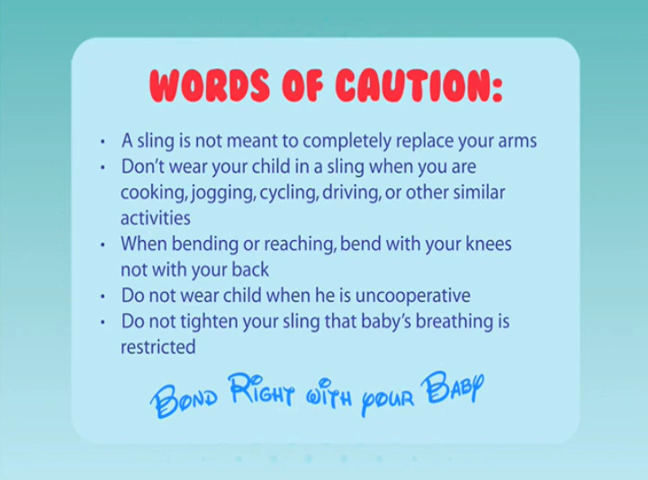 WORDS OF CAUTION:
• A sling is not meant to completely replace your arms
• Don't wear your child in a sling when you are
cooking, jogging, cycling, driving, or other similar
activities
• When bending or reaching, bend with your knees
not with your back
• Do not wear child when he is uncooperative
• Do not tighten your sling that baby's breathing is
restricted
BOND RIGHT WITH YOUR BABY